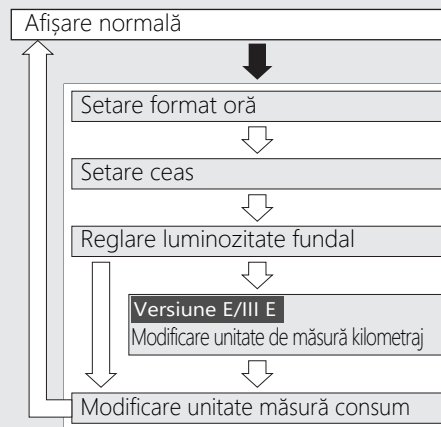 Afișare normală
Setare format oră
Setare ceas
Reglare luminozitate fundal
Versiune E/III E
Modificare unitate de măsură kilometraj
Modificare unitate măsură consum